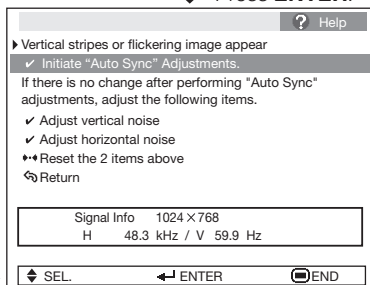 ? Help
Vertical stripes or flickering image appear
✔ Initiate “Auto Sync” Adjustments.
If there is no change after performing "Auto Sync"
adjustments, adjust the following items.
✔ Adjust vertical noise
✔ Adjust horizontal noise
Reset the 2 items above
Return
Signal Info 1024×768
H 48.3 kHz / V 59.9 Hz
SEL. ENTER END